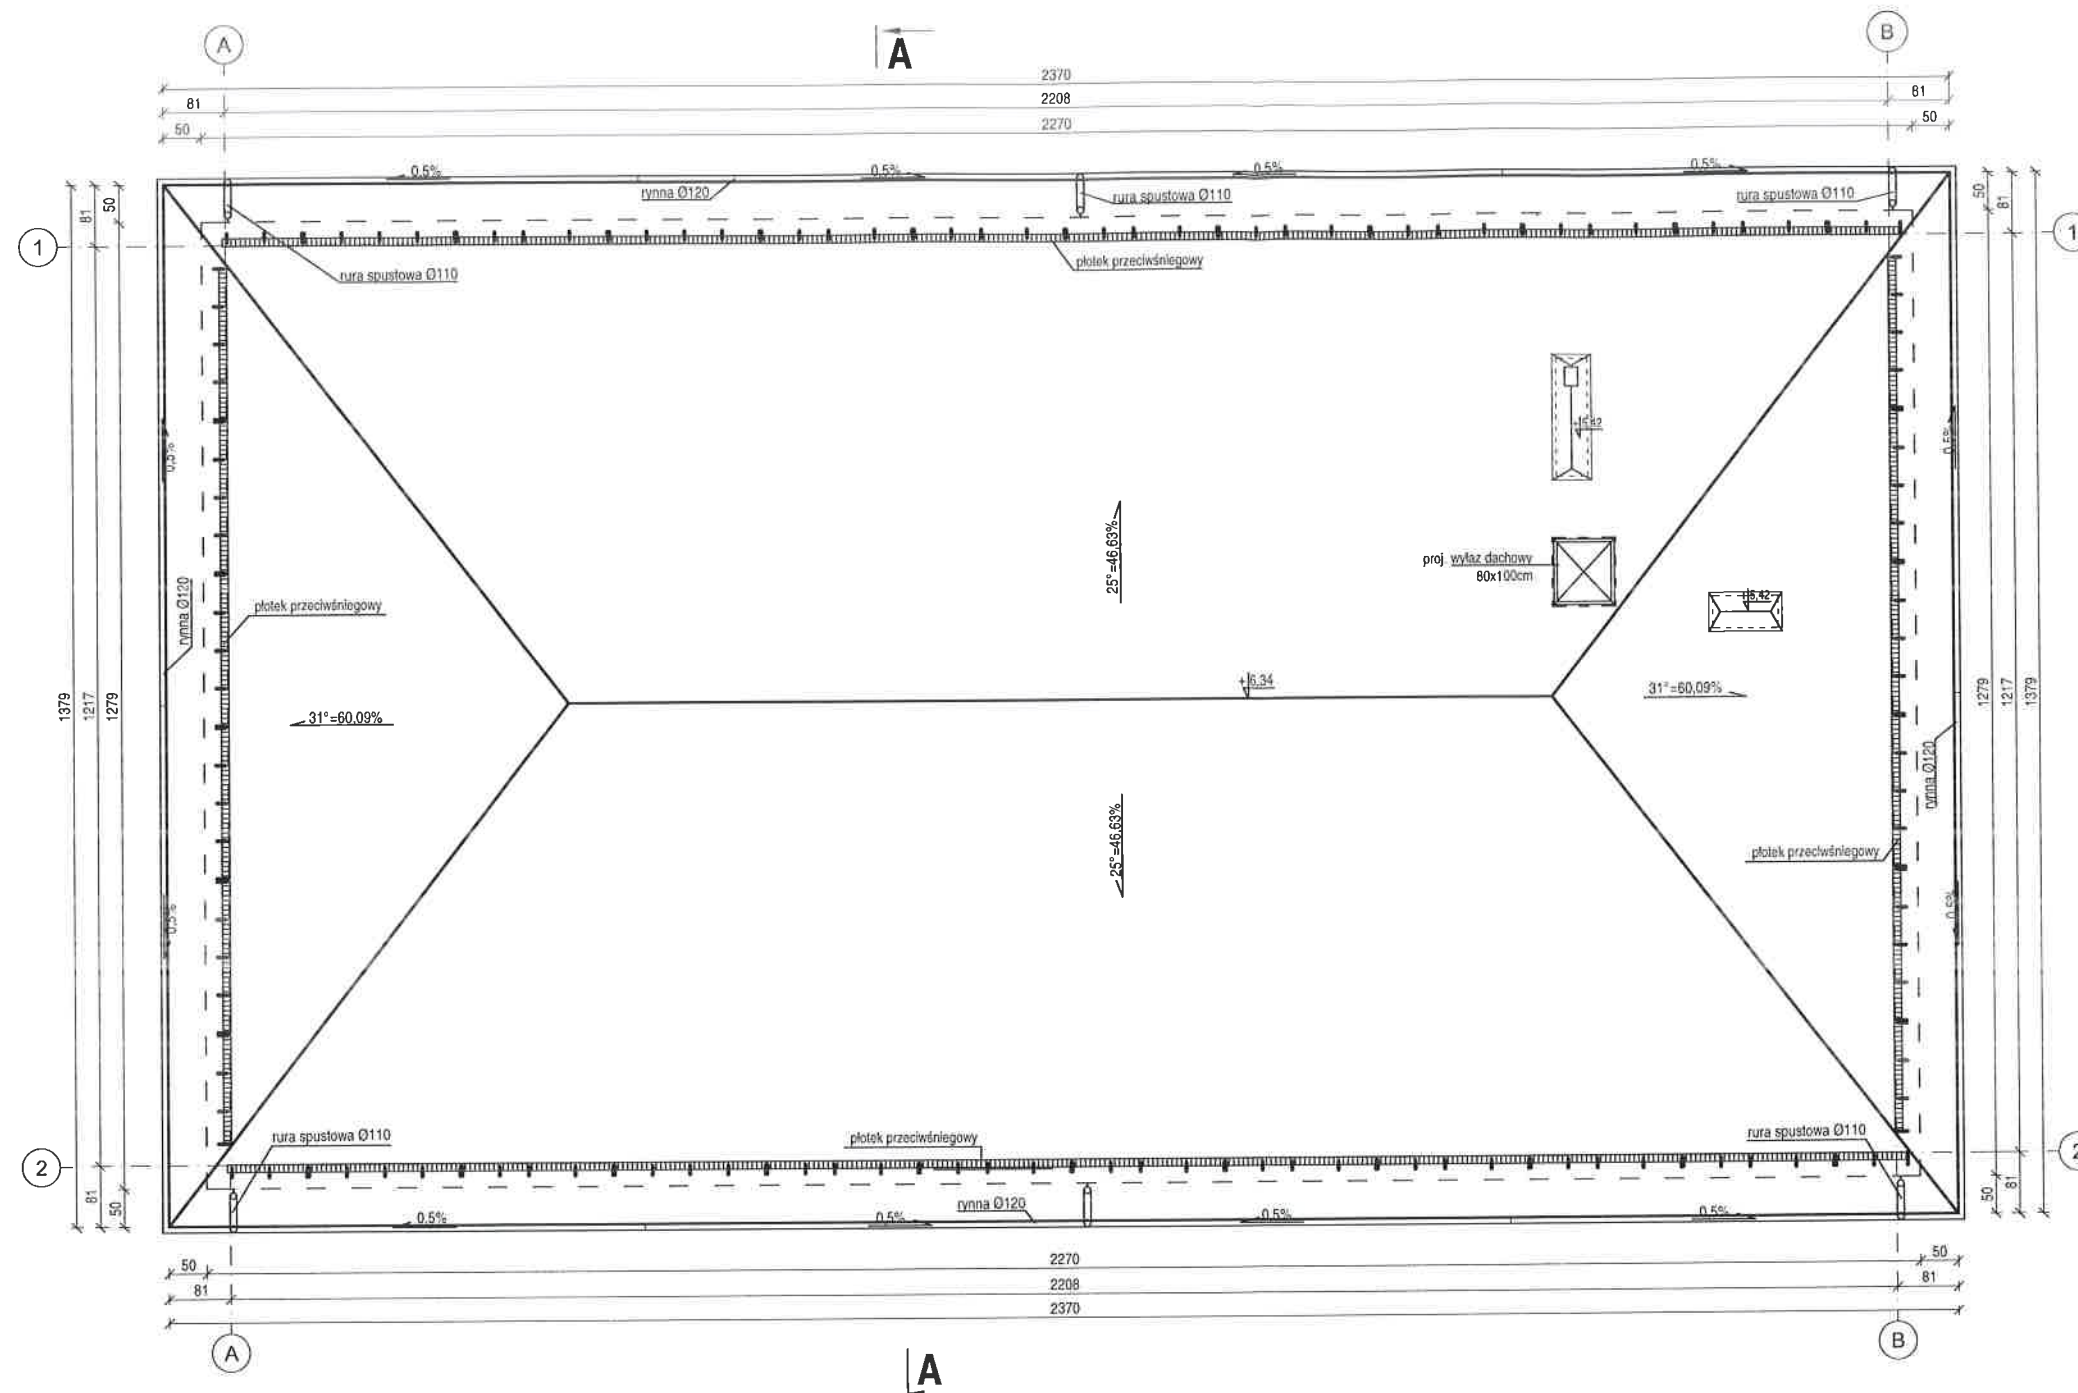 A
A
B
2370
81
2208
81
50
2270
50
0,5%
0,5%
0,5%
0,5%
rynna Ø120
rura spustowa Ø110
rura spustowa Ø110
81
50
50
81
1
1
rura spustowa Ø110
płotek przeciwśniegowy
0,5%
0,5%
25°=46,63%
proj. wyłaz dachowy
80x100cm
rynna Ø120
płotek przeciwśniegowy
+6,34
31°=60,09%
31°=60,09%
1379
1217
1279
1279
1217
1379
rynna Ø120
25°=46,63%
płotek przeciwśniegowy
0,5%
0,5%
rura spustowa Ø110
płotek przeciwśniegowy
rura spustowa Ø110
2
2
81
50
50
81
rynna Ø120
0,5%
0,5%
0,5%
0,5%
50
2270
50
81
2208
81
2370
A
B
A